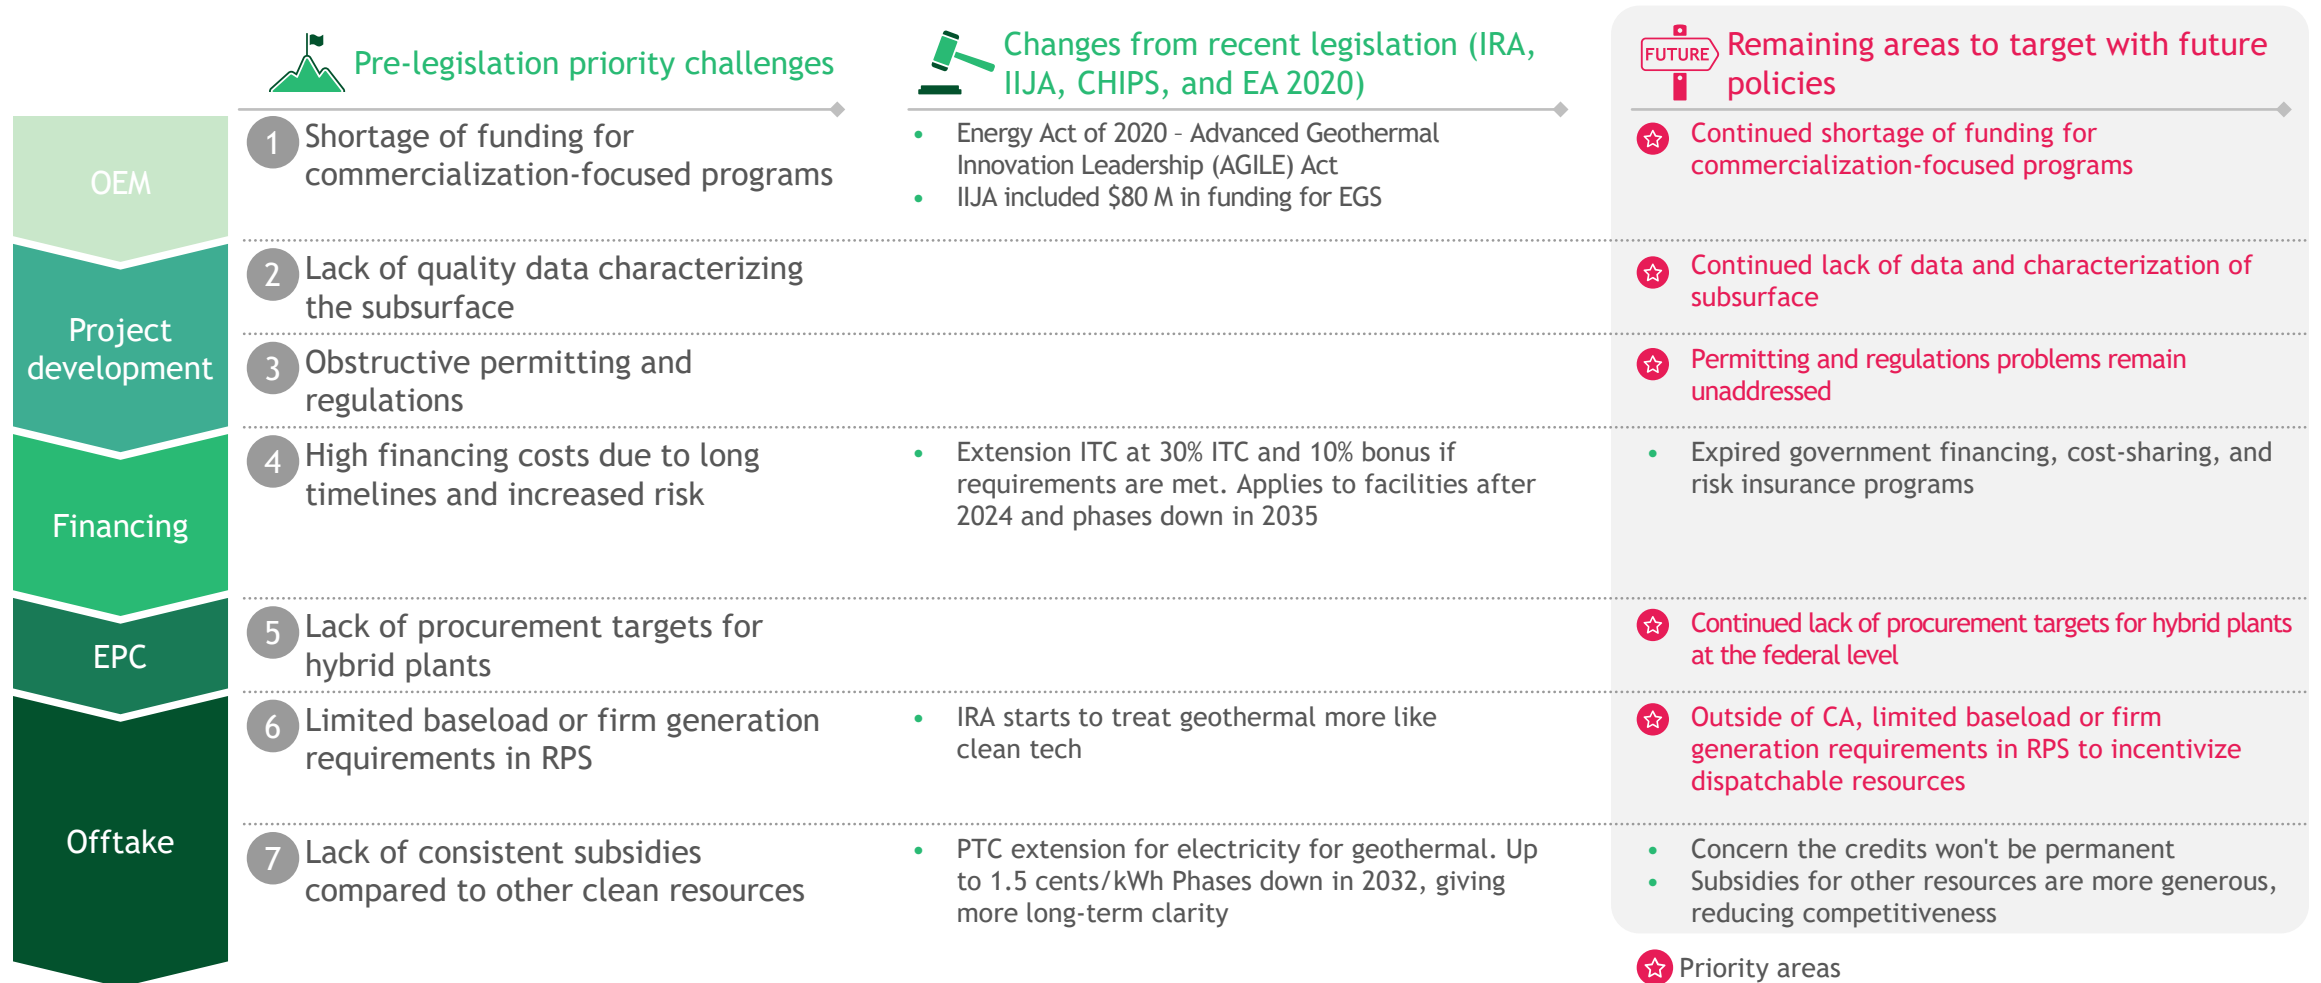 Pre-legislation priority challenges
Changes from recent legislation (IRA,
IIJA, CHIPS, and EA 2020)
FUTURE
Remaining areas to target with future
policies
OEM
1
Shortage of funding for
commercialization-focused programs
• Energy Act of 2020 – Advanced Geothermal
Innovation Leadership (AGILE) Act
• IIJA included $80 M in funding for EGS
Continued shortage of funding for
commercialization-focused programs
Project
development
2
Lack of quality data characterizing
the subsurface
Continued lack of data and characterization of
subsurface
3
Obstructive permitting and
regulations
Permitting and regulations problems remain
unaddressed
Financing
4
High financing costs due to long
timelines and increased risk
• Extension ITC at 30% ITC and 10% bonus if
requirements are met. Applies to facilities after
2024 and phases down in 2035
• Expired government financing, cost-sharing, and
risk insurance programs
EPC
5
Lack of procurement targets for
hybrid plants
Continued lack of procurement targets for hybrid plants
at the federal level
Offtake
6
Limited baseload or firm generation
requirements in RPS
• IRA starts to treat geothermal more like
clean tech
Outside of CA, limited baseload or firm
generation requirements in RPS to incentivize
dispatchable resources
7
Lack of consistent subsidies
compared to other clean resources
• PTC extension for electricity for geothermal. Up
to 1.5 cents/kWh Phases down in 2032, giving
more long-term clarity
• Concern the credits won't be permanent
• Subsidies for other resources are more generous,
reducing competitiveness
Priority areas